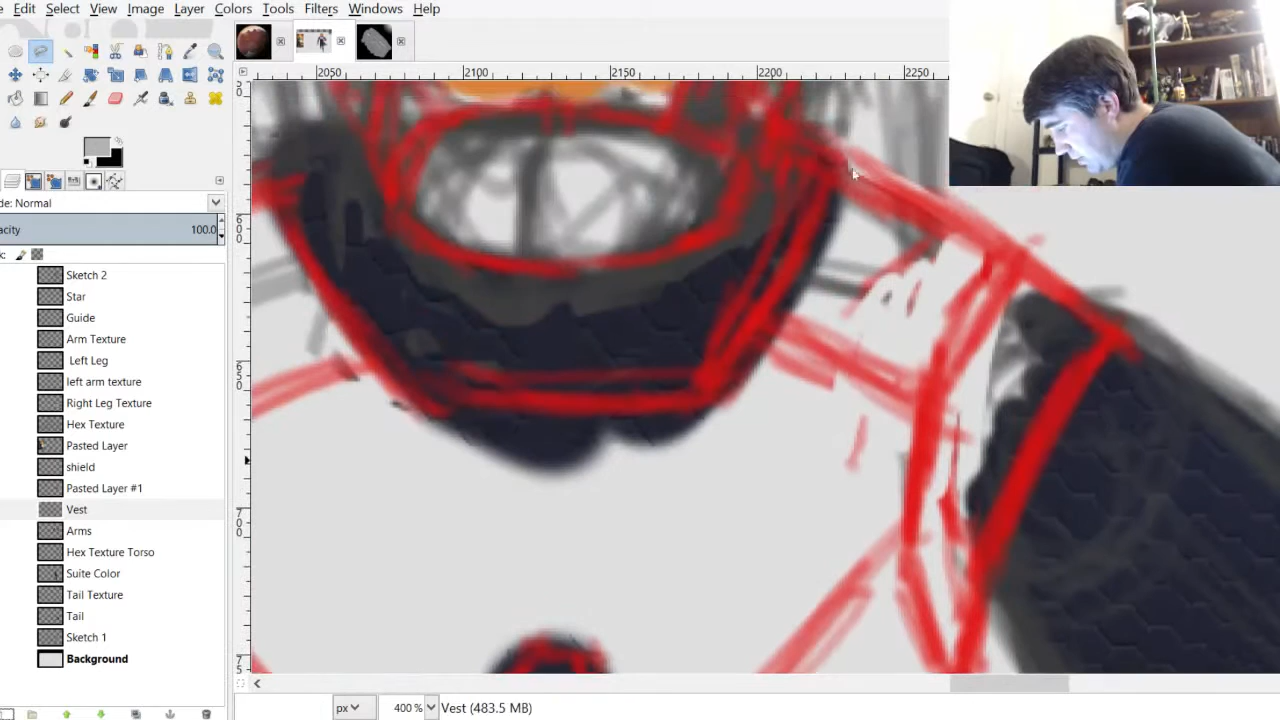 Edit Select View Image Layer Colors Tools Filters Windows Help
2050 2100 2150 2200 2250
de: Normal
acity 100.0
k:
Sketch 2
Star
Guide
Arm Texture
Left Leg
left arm texture
Right Leg Texture
Hex Texture
Pasted Layer
shield
Pasted Layer #1
Vest
Arms
Hex Texture Torso
Suite Color
Tail Texture
Tail
Sketch 1
Background
px 400 % Vest (483.5 MB)